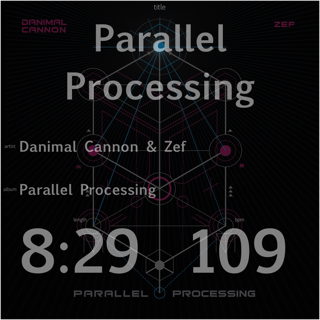 title
DANIMAL
CANNON
ZEF
Parallel
Processing
artist Danimal Cannon & Zef
album Parallel Processing
length
bpm
8:29 109
PARALLEL PROCESSING